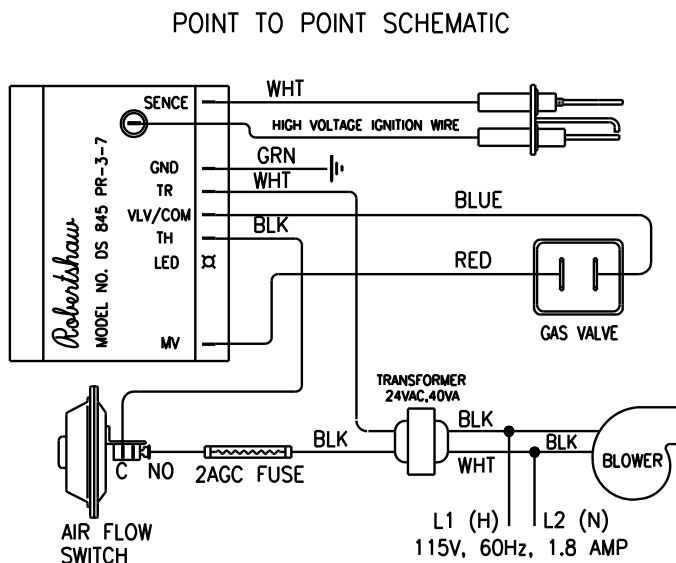 POINT TO POINT SCHEMATIC
SENCE
WHT
HIGH VOLTAGE IGNITION WIRE
GND
GRN
TR
WHT
VLV/COM
BLUE
TH
BLK
LED
RED
MV
Robertshaw
MODEL NO. DS 845 PR-3-7
GAS VALVE
TRANSFORMER
24VAC,40VA
BLK
BLK
BLK
WHT
BLOWER
C NO
2AGC FUSE
AIR FLOW
SWITCH
L1 (H) L2 (N)
115V, 60Hz, 1.8 AMP